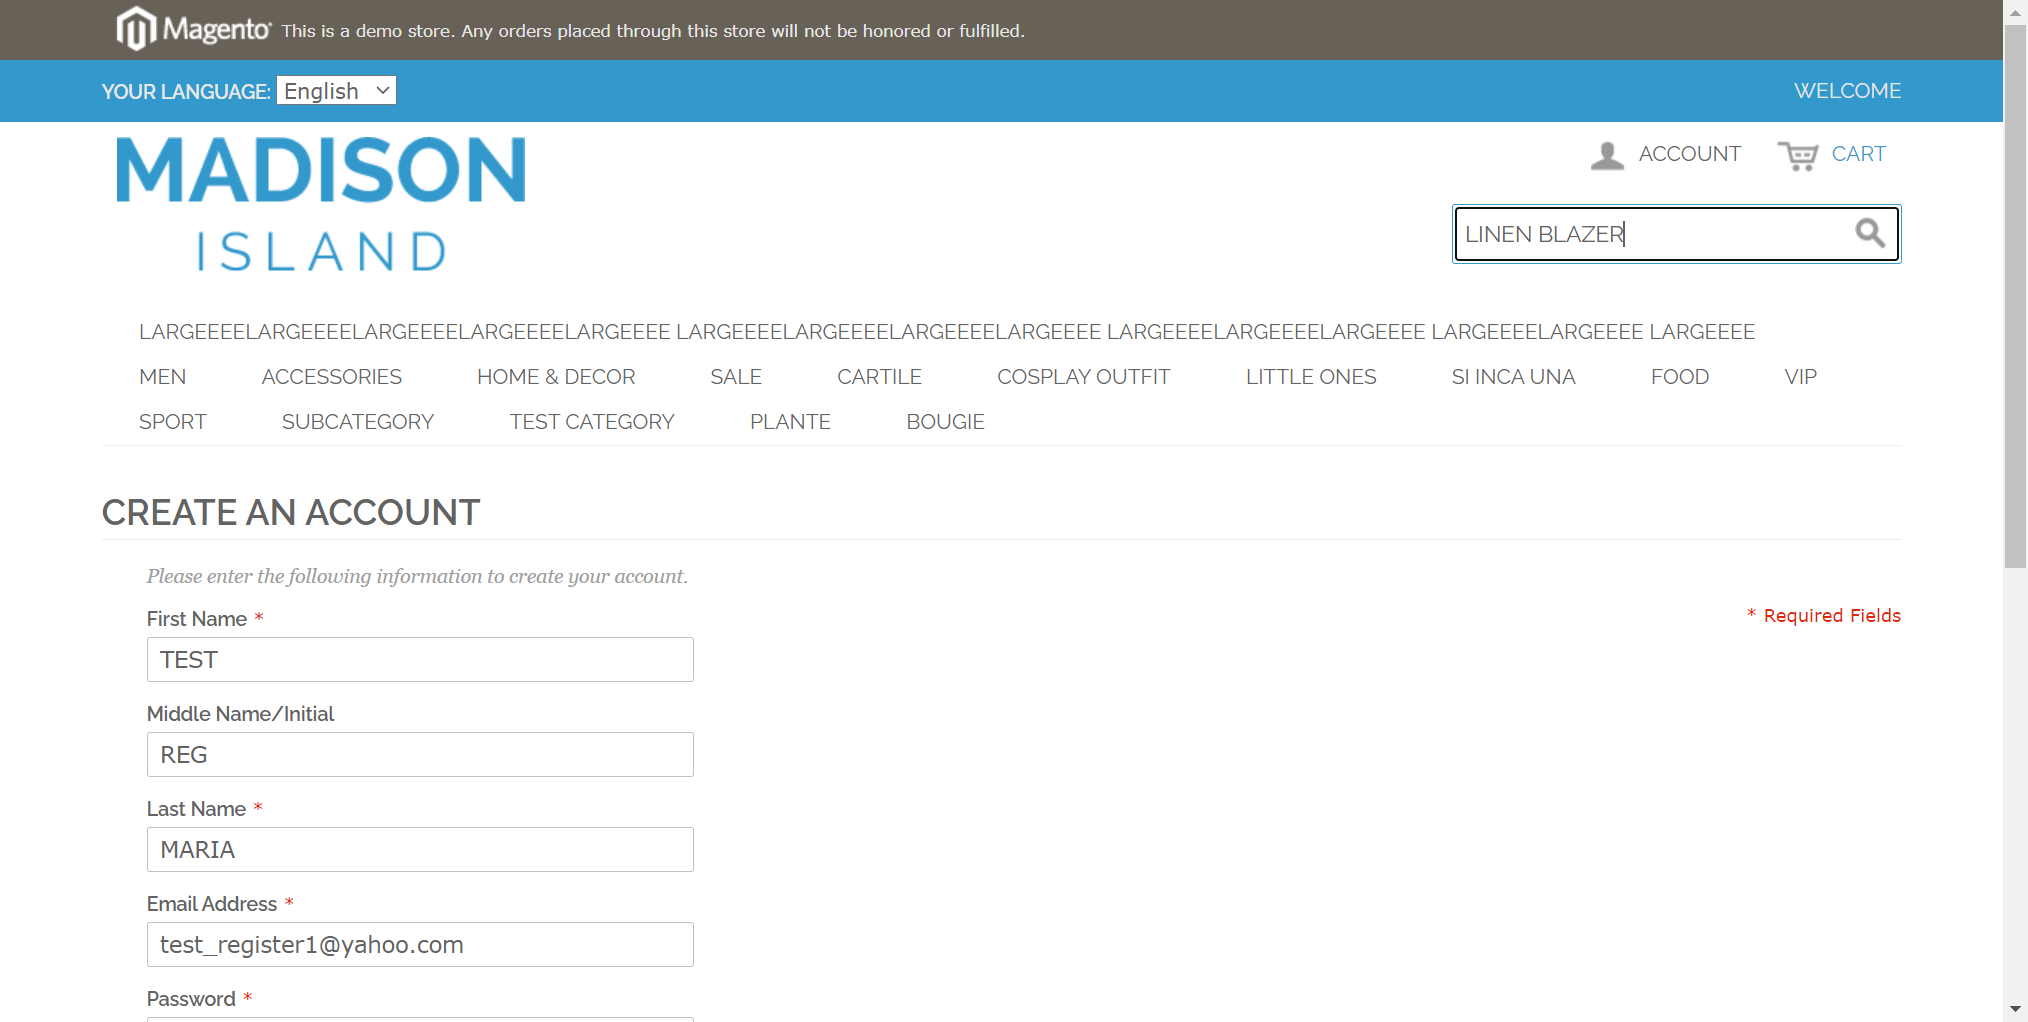 Magento® This is a demo store. Any orders placed through this store will not be honored or fulfilled.
YOUR LANGUAGE: English WELCOME
MADISON
ISLAND
ACCOUNT CART
LINEN BLAZER
LARGEEEELARGEEEELARGEEEELARGEEEELARGEEEE LARGEEEELARGEEEELARGEEEELARGEEEE LARGEEEELARGEEEELARGEEEE LARGEEEELARGEEEE LARGEEEE
MEN ACCESSORIES HOME & DECOR SALE CARTILE COSPLAY OUTFIT LITTLE ONES SI INCA UNA FOOD VIP
SPORT SUBCATEGORY TEST CATEGORY PLANTE BOUGIE
CREATE AN ACCOUNT
Please enter the following information to create your account.
* Required Fields
First Name *
TEST
Middle Name/Initial
REG
Last Name *
MARIA
Email Address *
test_register1@yahoo.com
Password *